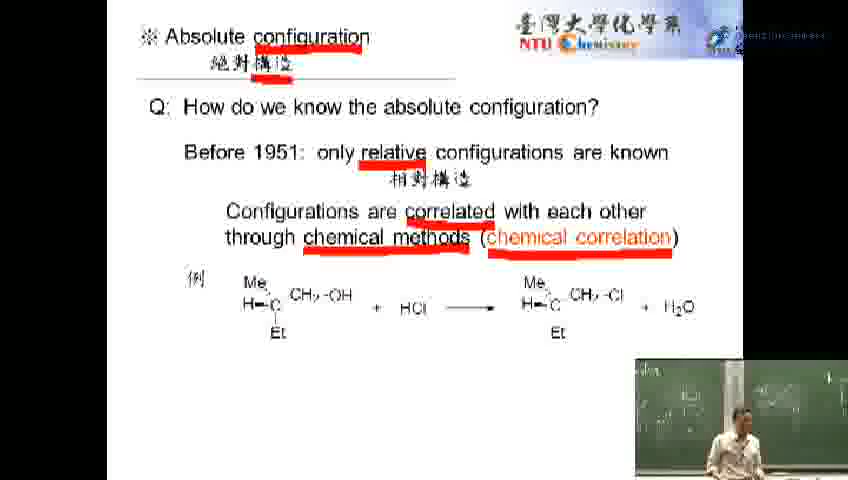 ※ Absolute configuration
絕對構造
臺灣大學化學系
NTU Chemistry
Q: How do we know the absolute configuration?
Before 1951: only relative configurations are known
相對構造
Configurations are correlated with each other
through chemical methods (chemical correlation)
例
Me
H C CH₂-OH + HCl → Me H C CH₂-Cl + H₂O
Et Et